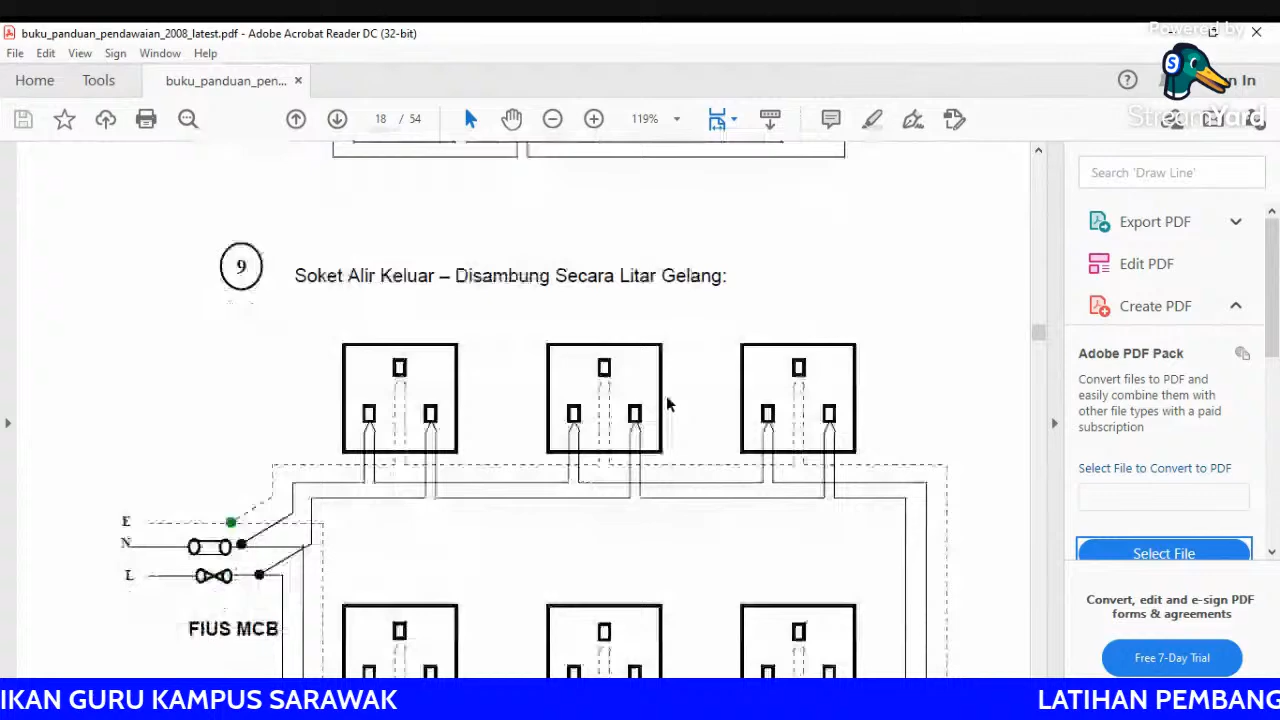 buku_panduan_pendawaian_2008_latest.pdf - Adobe Acrobat Reader DC (32-bit)
Powered by
StreamYard
File Edit View Sign Window Help
Home Tools buku_panduan_pen... In
18 / 54 119%
Search 'Draw Line'
Export PDF
Edit PDF
Create PDF
Adobe PDF Pack
Convert files to PDF and
easily combine them with
other file types with a paid
subscription
Select File to Convert to PDF
Select File
Convert, edit and e-sign PDF
forms & agreements
Free 7-Day Trial
9 Soket Alir Keluar – Disambung Secara Litar Gelang:
E
N
L
FIUS MCB
IKAN GURU KAMPUS SARAWAK LATIHAN PEMBANG